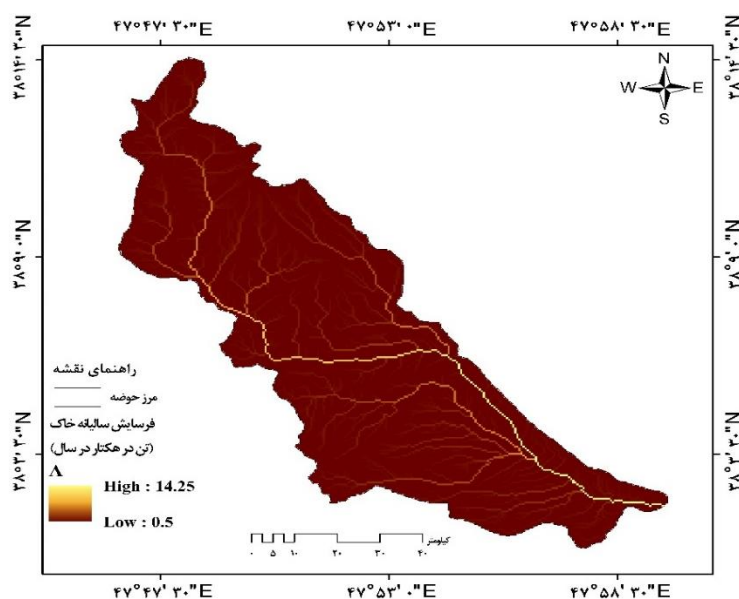 ۴۷°۴۷' ۳۰"E ۴۷°۵۳' ۰"E ۴۷°۵۸' ۳۰"E
۳۸°۱۴' ۳۰"N ۳۸°۱۴' ۳۰"N
N
W E
S
۳۸°۹' ۰"N ۳۸°۹' ۰"N
راهنمای نقشه
مرز حوضه
فرسایش سالیانه خاک
(تن در هکتار در سال)
۳۸°۳' ۳۰"N ۳۸°۳' ۳۰"N
A
High : 14.25
Low : 0.5
کیلومتر
۰ ۵ ۱۰ ۲۰ ۳۰ ۴۰
۴۷°۴۷' ۳۰"E ۴۷°۵۳' ۰"E ۴۷°۵۸' ۳۰"E